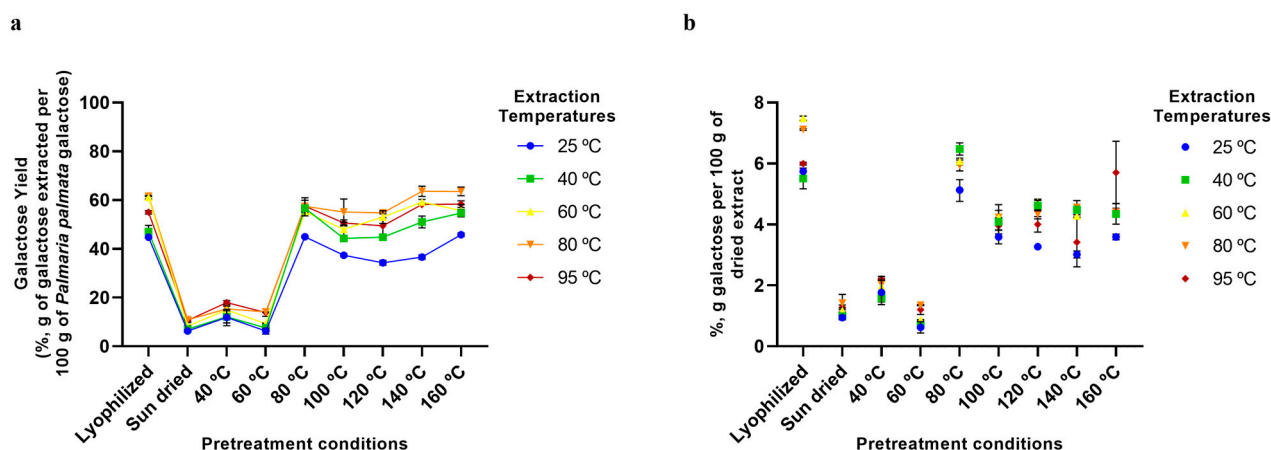 a
Galactose Yield
(%, g of galactose extracted per
100 g of Palmaria palmata galactose)
100
80
60
40
20
0
Lyophilized
Sun dried
40 ºC
60 ºC
80 ºC
100 ºC
120 ºC
140 ºC
160 ºC
Pretreatment conditions
Extraction
Temperatures
25 ºC
40 ºC
60 ºC
80 ºC
95 ºC
b
%, g galactose per 100 g of
dried extract
8
6
4
2
0
Lyophilized
Sun dried
40 ºC
60 ºC
80 ºC
100 ºC
120 ºC
140 ºC
160 ºC
Pretreatment conditions
Extraction
Temperatures
25 ºC
40 ºC
60 ºC
80 ºC
95 ºC